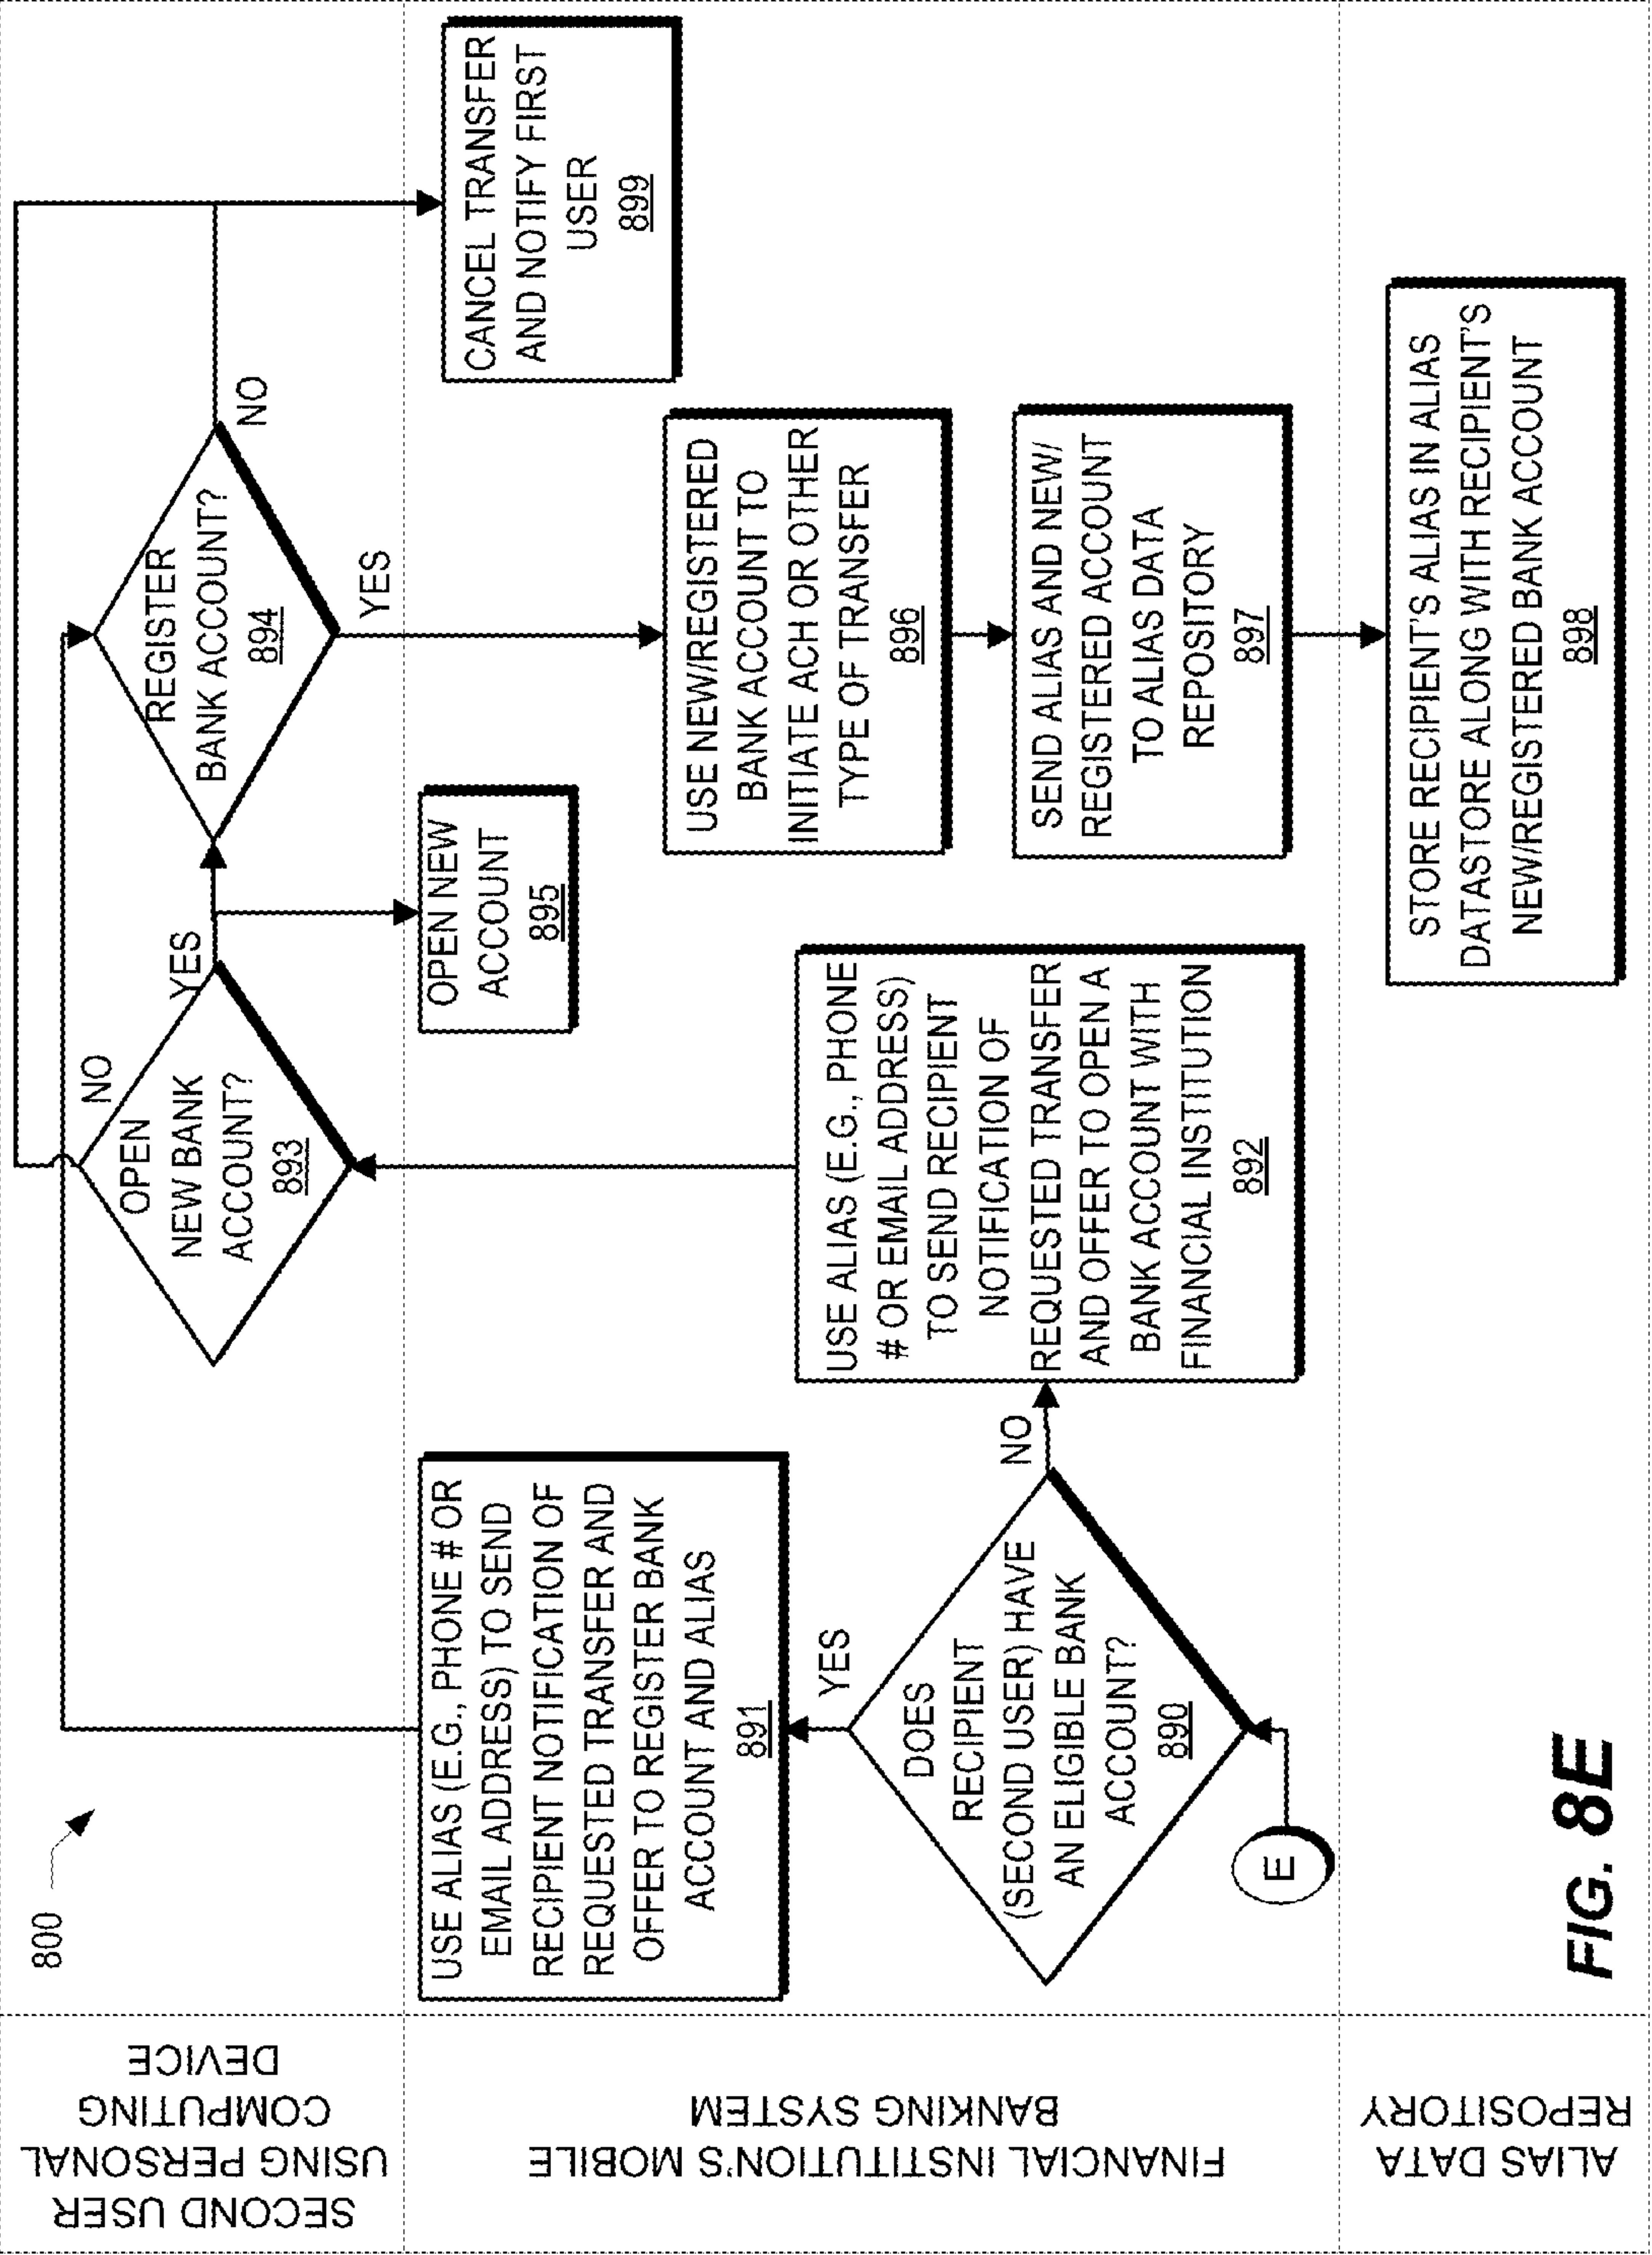 800
SECOND USER
USING PERSONAL
COMPUTING
DEVICE
FINANCIAL INSTITUTION'S MOBILE
BANKING SYSTEM
ALIAS DATA
REPOSITORY
E
DOES
RECIPIENT
(SECOND USER) HAVE
AN ELIGIBLE BANK
ACCOUNT?
890
YES
NO
USE ALIAS (E.G., PHONE # OR
EMAIL ADDRESS) TO SEND
RECIPIENT NOTIFICATION OF
REQUESTED TRANSFER AND
OFFER TO REGISTER BANK
ACCOUNT AND ALIAS
891
USE ALIAS (E.G., PHONE
# OR EMAIL ADDRESS)
TO SEND RECIPIENT
NOTIFICATION OF
REQUESTED TRANSFER
AND OFFER TO OPEN A
BANK ACCOUNT WITH
FINANCIAL INSTITUTION
892
OPEN
NEW BANK
ACCOUNT?
893
NO
YES
OPEN NEW
ACCOUNT
895
REGISTER
BANK ACCOUNT?
894
NO
YES
USE NEW/REGISTERED
BANK ACCOUNT TO
INITIATE ACH OR OTHER
TYPE OF TRANSFER
896
SEND ALIAS AND NEW/
REGISTERED ACCOUNT
TO ALIAS DATA
REPOSITORY
897
STORE RECIPIENT'S ALIAS IN ALIAS
DATASTORE ALONG WITH RECIPIENT'S
NEW/REGISTERED BANK ACCOUNT
898
CANCEL TRANSFER
AND NOTIFY FIRST
USER
899
FIG. 8E